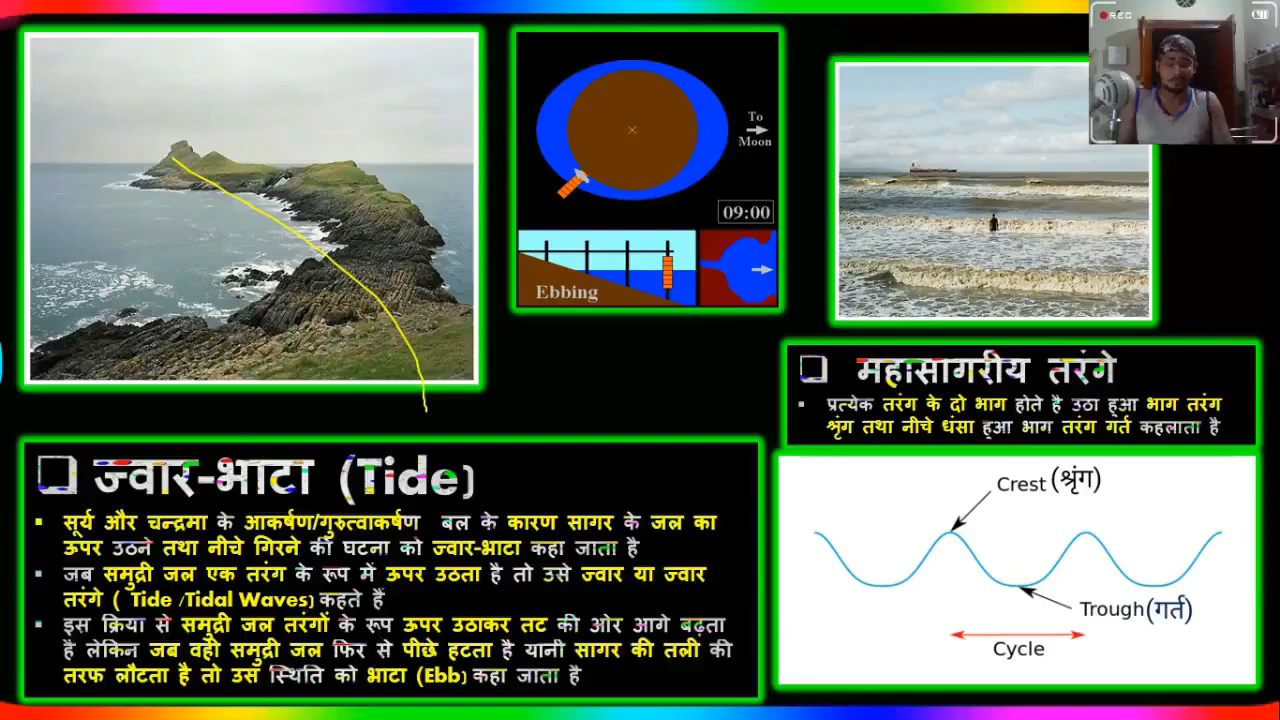 REC
To
Moon
09:00
Ebbing
महासागरीय तरंगे
प्रत्येक तरंग के दो भाग होते है उठा हुआ भाग तरंग
श्रृंग तथा नीचे धंसा हुआ भाग तरंग गर्त कहलाता है
Crest (श्रृंग)
Trough(गर्त)
Cycle
ज्वार-भाटा (Tide)
सूर्य और चन्द्रमा के आकर्षण/गुरुत्वाकर्षण बल के कारण सागर के जल का
ऊपर उठने तथा नीचे गिरने की घटना को ज्वार-भाटा कहा जाता है
जब समुद्री जल एक तरंग के रूप में ऊपर उठता है तो उसे ज्वार या ज्वार
तरंगे ( Tide /Tidal Waves) कहते हैं
इस क्रिया से समुद्री जल तरंगों के रूप ऊपर उठाकर तट की ओर आगे बढ़ता
है लेकिन जब वही समुद्री जल फिर से पीछे हटता है यानी सागर की तली की
तरफ लौटता है तो उस स्थिति को भाटा (Ebb) कहा जाता है